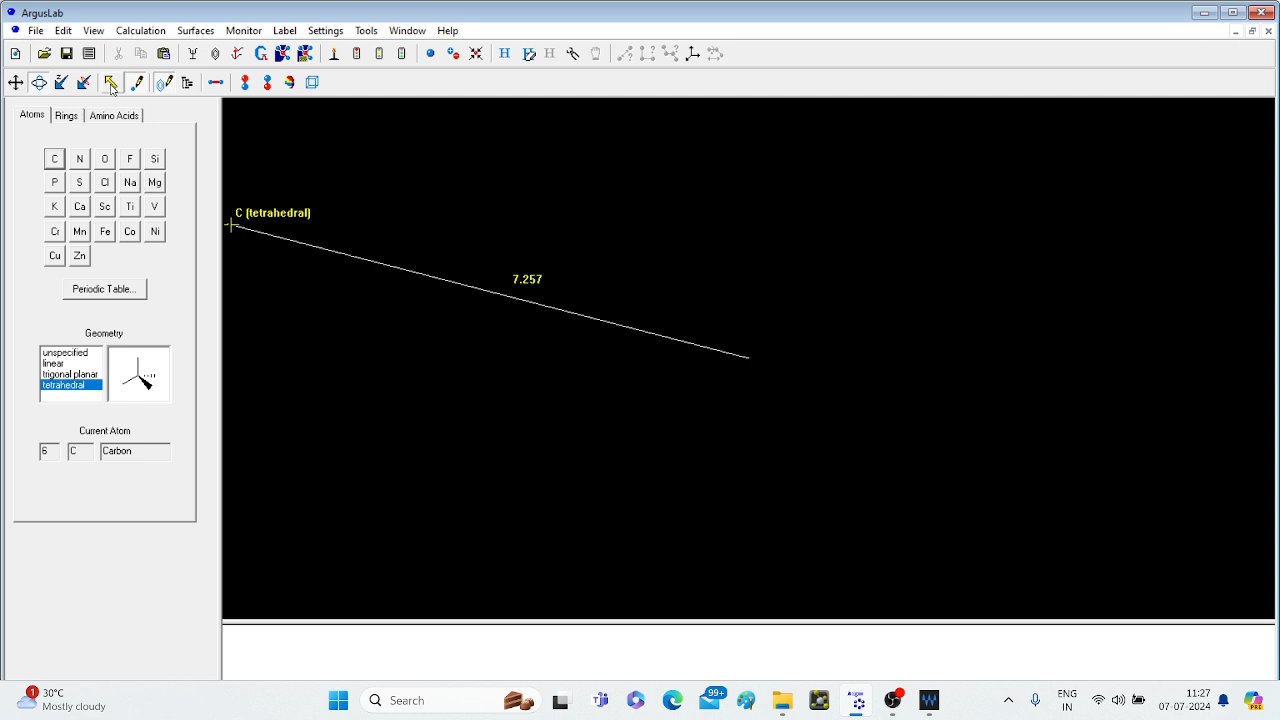 ArgusLab
File Edit View Calculation Surfaces Monitor Label Settings Tools Window Help
Atoms Rings Amino Acids
C N O F Si
P S Cl Na Mg
K Ca Sc Ti V
Cr Mn Fe Co Ni
Cu Zn
Periodic Table...
Geometry
unspecified
linear
trigonal planar
tetrahedral
Current Atom
6 C Carbon
C (tetrahedral)
7.257
1
30°C
Mostly cloudy
Search
99+
ENG
IN
11:27
07-07-2024